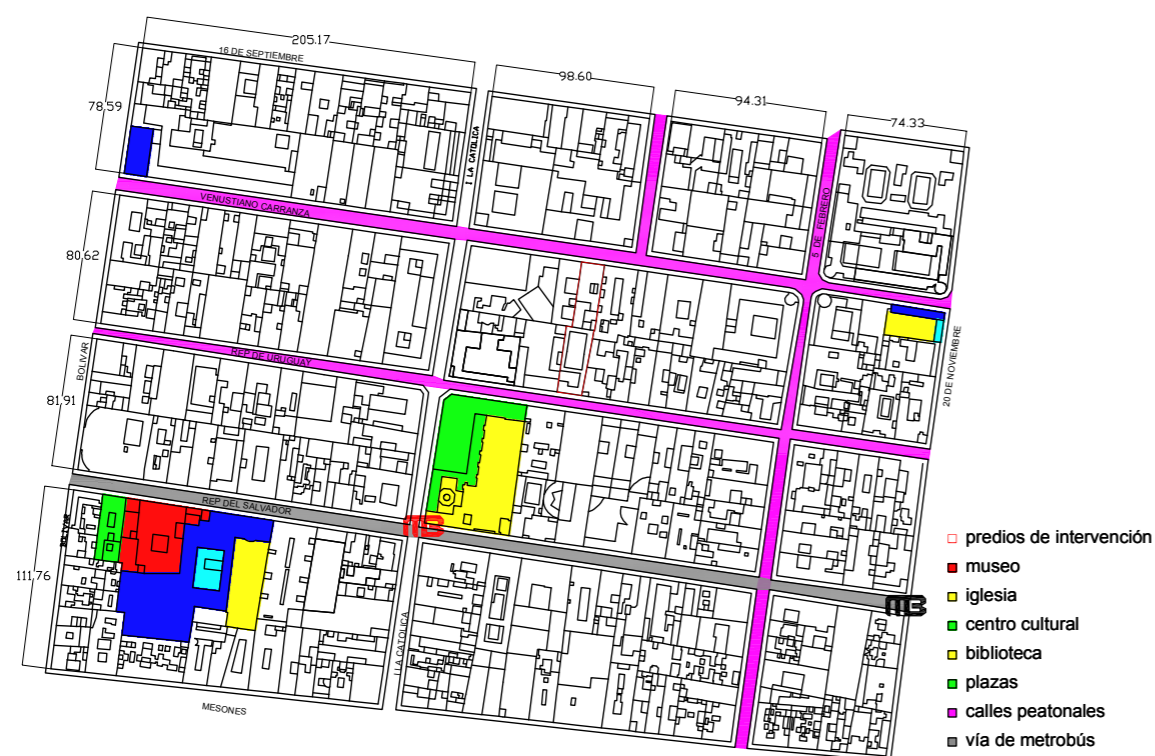 205.17
16 DE SEPTIEMBRE
98.60
94.31
74.33
78.59
I LA CATOLICA
5 DE FEBRERO
VENUSTIANO CARRANZA
80.62
REP DE URUGUAY
BOLIVAR
20 DE NOVIEMBRE
81.91
REP DEL SALVADOR
BOLIVAR
111.76
I LA CATOLICA
MESONES
predios de intervención
museo
iglesia
centro cultural
biblioteca
plazas
calles peatonales
vía de metrobús